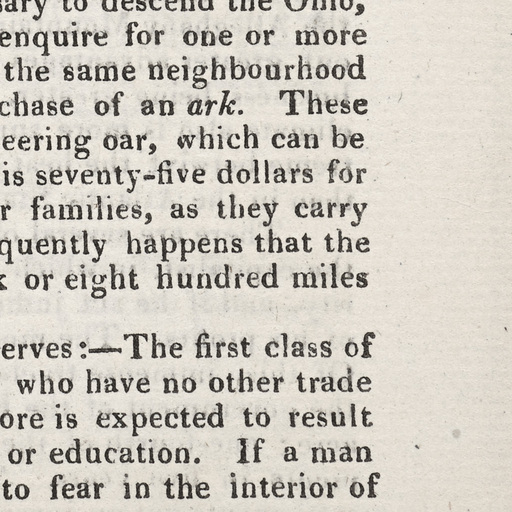 sary to descend the Ohio,
enquire for one or more
the same neighbourhood
chase of an ark. These
eering oar, which can be
is seventy-five dollars for
r families, as they carry
quently happens that the
or eight hundred miles
erves:—The first class of
who have no other trade
ore is expected to result
or education. If a man
to fear in the interior of